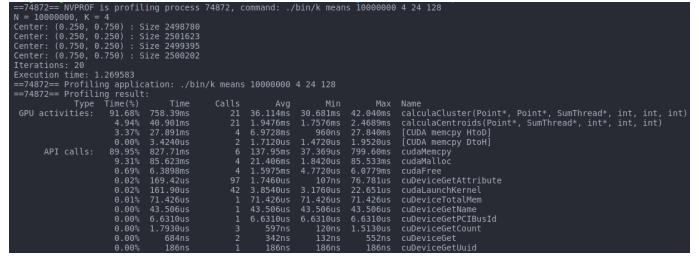 ==74872== NVPROF is profiling process 74872, command: ./bin/k means 10000000 4 24 128
N = 10000000, K = 4
Center: (0.250, 0.750) : Size 2498780
Center: (0.250, 0.250) : Size 2501623
Center: (0.750, 0.250) : Size 2499395
Center: (0.750, 0.750) : Size 2500202
Iterations: 20
Execution time: 1.269583
==74872== Profiling application: ./bin/k means 10000000 4 24 128
==74872== Profiling result:
Type Time(%) Time Calls Avg Min Max Name
GPU activities: 91.68% 758.39ms 21 36.114ms 30.681ms 42.040ms calculaCluster(Point*, Point*, SumThread*, int, int, int)
4.94% 40.901ms 21 1.9476ms 1.7576ms 2.4689ms calculaCentroids(Point*, SumThread*, int*, int, int)
3.37% 27.891ms 4 6.9728ms 960ns 27.840ms [CUDA memcpy HtoD]
0.00% 3.4240us 2 1.7120us 1.4720us 1.9520us [CUDA memcpy DtoH]
API calls: 89.95% 827.71ms 6 137.95ms 37.369us 799.60ms cudaMemcpy
9.31% 85.623ms 4 21.406ms 1.8420us 85.533ms cudaMalloc
0.69% 6.3898ms 4 1.5975ms 4.7720us 6.0779ms cudaFree
0.02% 169.42us 97 1.7460us 107ns 76.781us cuDeviceGetAttribute
0.02% 161.90us 42 3.8540us 3.1760us 22.651us cudaLaunchKernel
0.01% 71.426us 1 71.426us 71.426us 71.426us cuDeviceTotalMem
0.00% 43.506us 1 43.506us 43.506us 43.506us cuDeviceGetName
0.00% 6.6310us 1 6.6310us 6.6310us 6.6310us cuDeviceGetPCIBusId
0.00% 1.7930us 3 597ns 120ns 1.5130us cuDeviceGetCount
0.00% 684ns 2 342ns 132ns 552ns cuDeviceGet
0.00% 186ns 1 186ns 186ns 186ns cuDeviceGetUuid